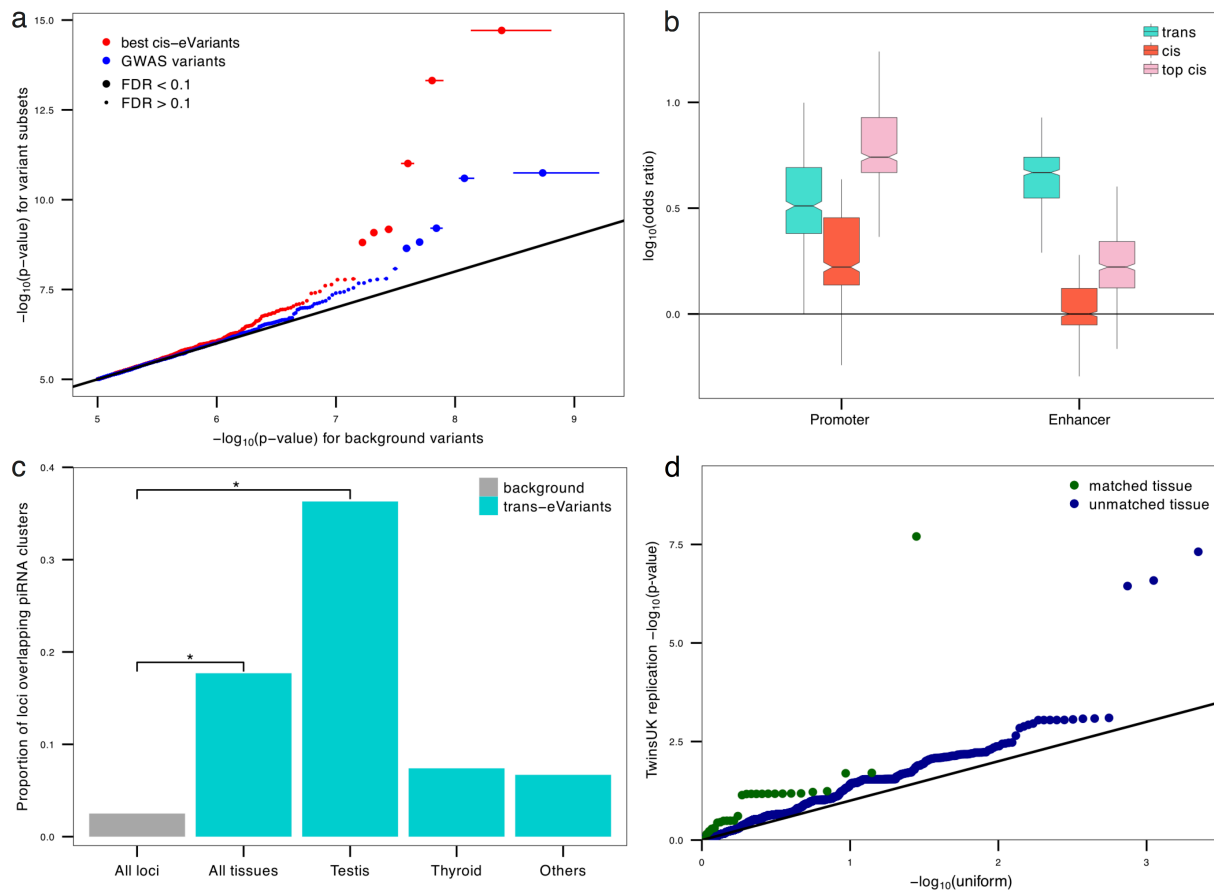 a
15.0
12.5
10.0
7.5
5.0
−log10(p−value) for variant subsets
best cis−eVariants
GWAS variants
FDR < 0.1
FDR > 0.1
5 6 7 8 9
−log10(p−value) for background variants
b
1.0
0.5
0.0
log10(odds ratio)
trans
cis
top cis
Promoter Enhancer
c
0.4
0.3
0.2
0.1
0.0
Proportion of loci overlapping piRNA clusters
*
*
background
trans−eVariants
All loci All tissues Testis Thyroid Others
d
7.5
5.0
2.5
0.0
TwinsUK replication −log10(p−value)
matched tissue
unmatched tissue
0 1 2 3
−log10(uniform)